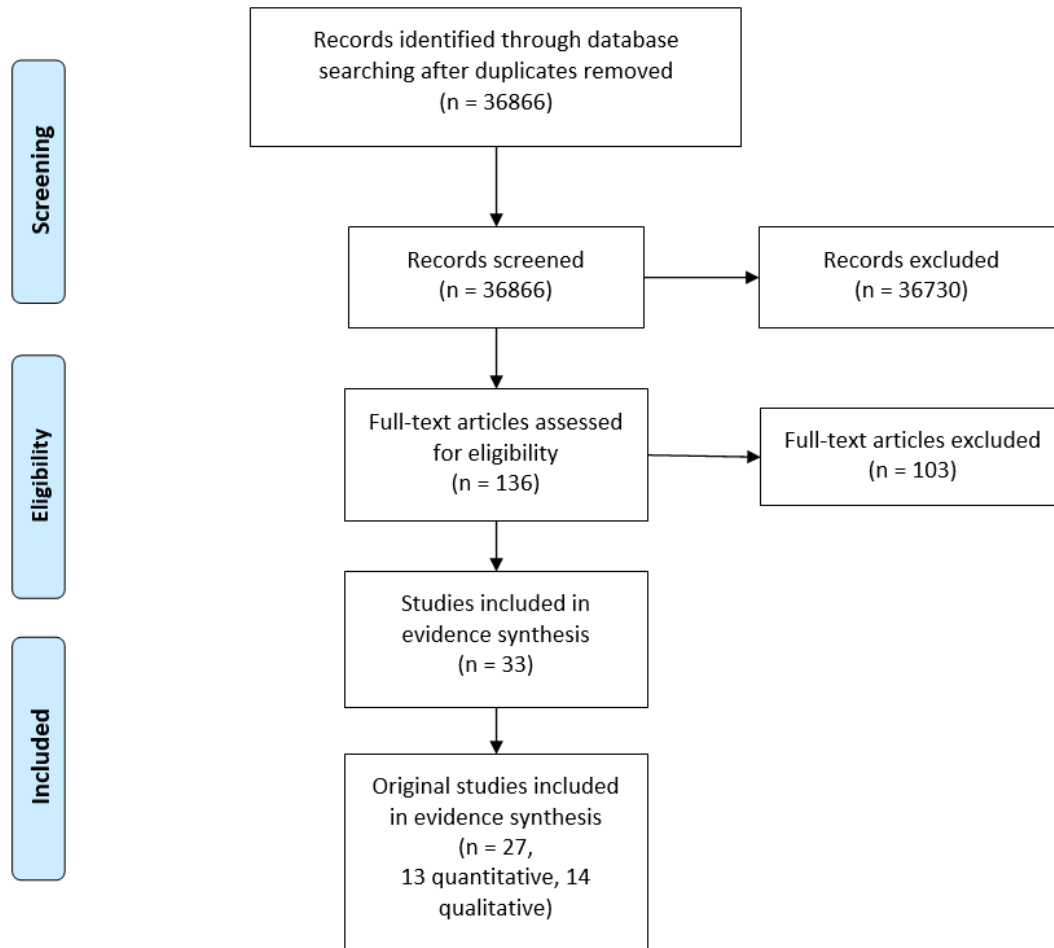 Records identified through database
searching after duplicates removed
(n = 36866)
Screening
Records screened
(n = 36866)
Records excluded
(n = 36730)
Full-text articles assessed
for eligibility
(n = 136)
Full-text articles excluded
(n = 103)
Eligibility
Studies included in
evidence synthesis
(n = 33)
Included
Original studies included
in evidence synthesis
(n = 27,
13 quantitative, 14
qualitative)